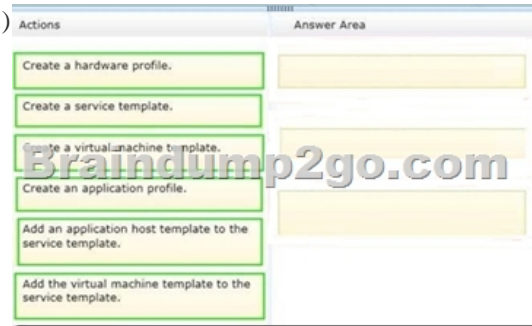 )
Actions
Answer Area
Create a hardware profile.
Create a service template.
Create a virtual machine template.
Braindump2go.com
Create an application profile.
Add an application host template to the
service template.
Add the virtual machine template to the
service template.